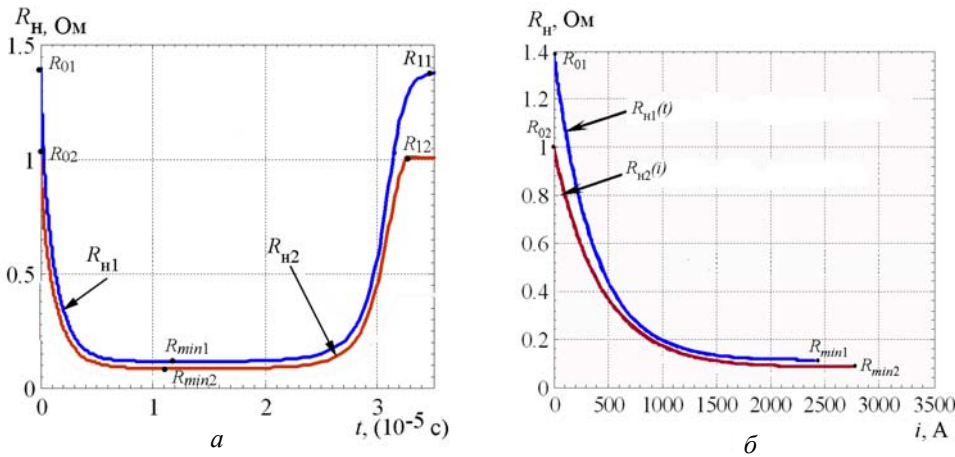 Rн, Ом
1.5
1
0.5
0
R01
R02
R11
R12
Rн1
Rн2
Rmin1
Rmin2
0
1
2
3
t, (10-5 с)
а
Rн, Ом
1.4
1.2
1
0.8
0.6
0.4
0.2
0
R01
R02
Rн1(t)
Rн2(i)
Rmin1
Rmin2
0
500
1000
1500
2000
2500
3000
3500
i, А
б